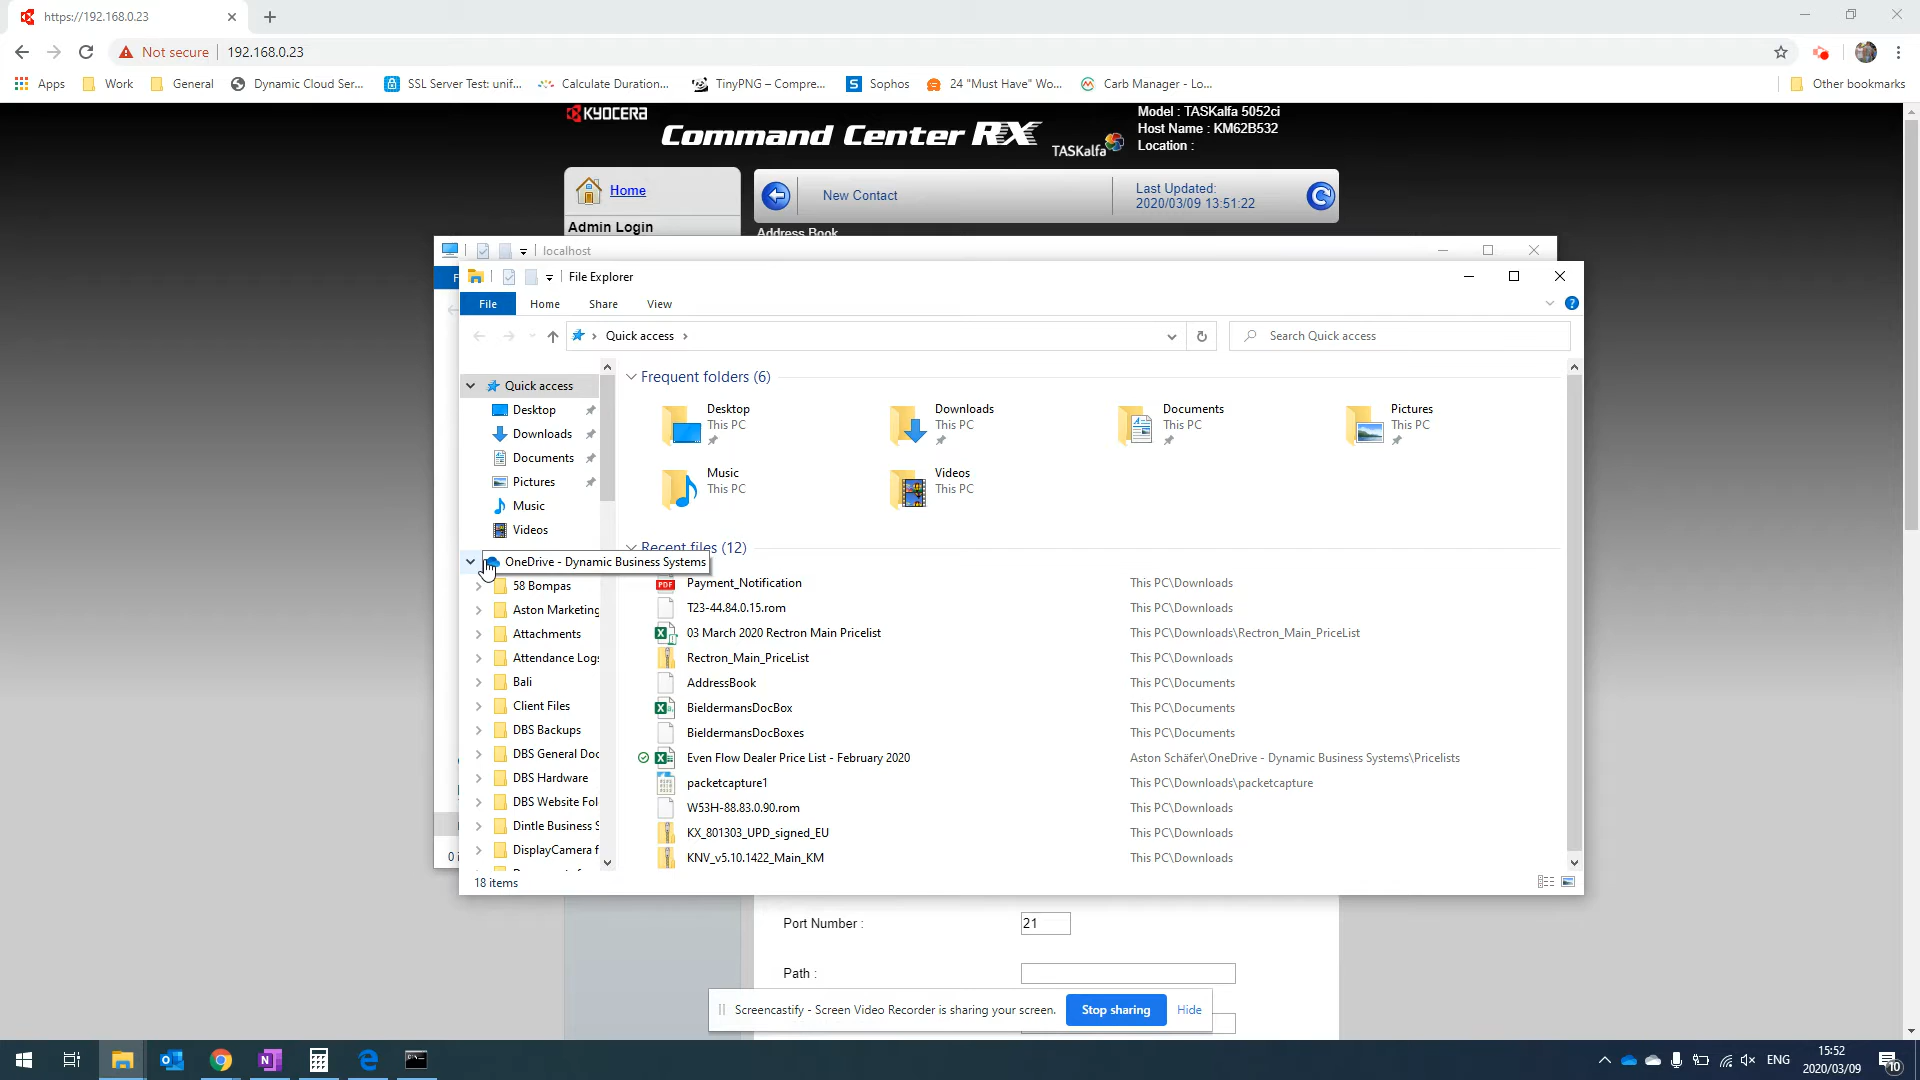 https://192.168.0.23
Not secure 192.168.0.23
Apps Work General Dynamic Cloud Ser... SSL Server Test: unif... Calculate Duration... TinyPNG – Compre... Sophos 24 "Must Have" Wo... Carb Manager - Lo... Other bookmarks
KYOCERA
Command Center RX
TASKalfa
Model : TASKalfa 5052ci
Host Name : KM62B532
Location :
Home
New Contact
Last Updated:
2020/03/09 13:51:22
Admin Login
Address Book
localhost
File Explorer
File Home Share View
Quick access
Search Quick access
Quick access
Desktop
Downloads
Documents
Pictures
Music
Videos
OneDrive - Dynamic Business Systems
58 Bompas
Aston Marketing
Attachments
Attendance Logs
Bali
Client Files
DBS Backups
DBS General Doc
DBS Hardware
DBS Website Fol
Dintle Business S
DisplayCamera f
Frequent folders (6)
Desktop
This PC
Downloads
This PC
Documents
This PC
Pictures
This PC
Music
This PC
Videos
This PC
Recent files (12)
Payment_Notification This PC\Downloads
T23-44.84.0.15.rom This PC\Downloads
03 March 2020 Rectron Main Pricelist This PC\Downloads\Rectron_Main_PriceList
Rectron_Main_PriceList This PC\Downloads
AddressBook This PC\Documents
BieldermansDocBox This PC\Documents
BieldermansDocBoxes This PC\Documents
Even Flow Dealer Price List - February 2020 Aston Schäfer\OneDrive - Dynamic Business Systems\Pricelists
packetcapture1 This PC\Downloads\packetcapture
W53H-88.83.0.90.rom This PC\Downloads
KX_801303_UPD_signed_EU This PC\Downloads
KNV_v5.10.1422_Main_KM This PC\Downloads
18 items
0 i
Port Number : 21
Path :
Screencastify - Screen Video Recorder is sharing your screen. Stop sharing Hide
ENG
15:52
2020/03/09
10